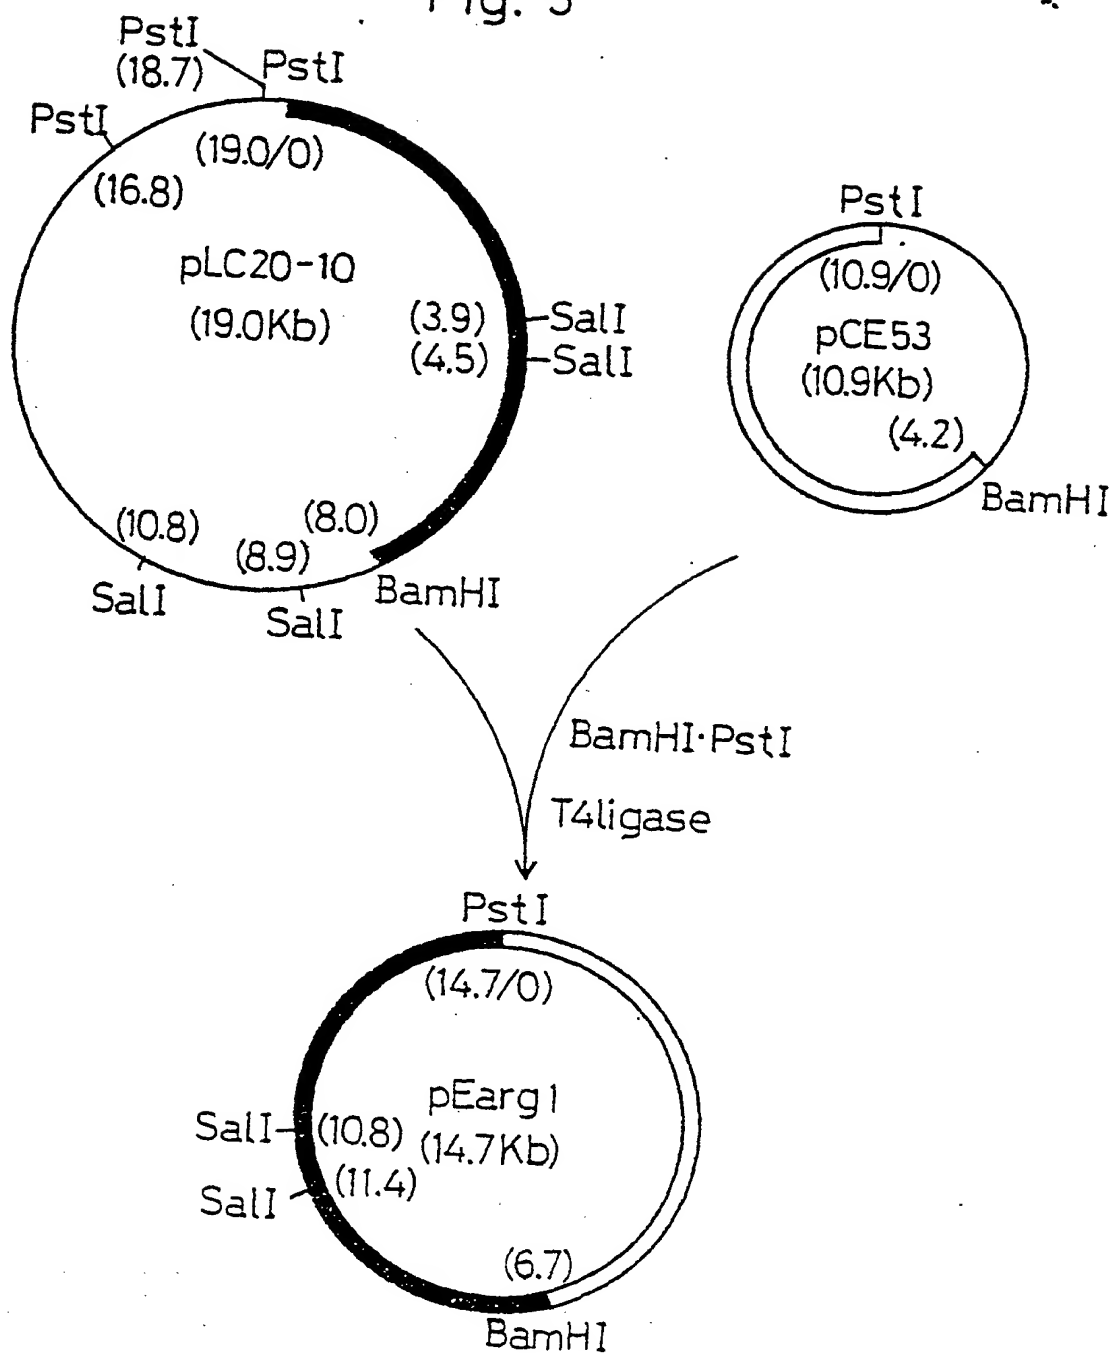 Fig. 3
PstI
(18.7)
PstI
PstI
(19.0/0)
(16.8)
pLC20-10
(19.0Kb)
(3.9)
SalI
(4.5)
SalI
(10.8)
(8.9)
(8.0)
SalI
SalI
BamHI
PstI
(10.9/0)
pCE53
(10.9Kb)
(4.2)
BamHI
BamHI·PstI
T4ligase
PstI
(14.7/0)
pEarg1
(14.7Kb)
SalI
(10.8)
SalI
(11.4)
(6.7)
BamHI